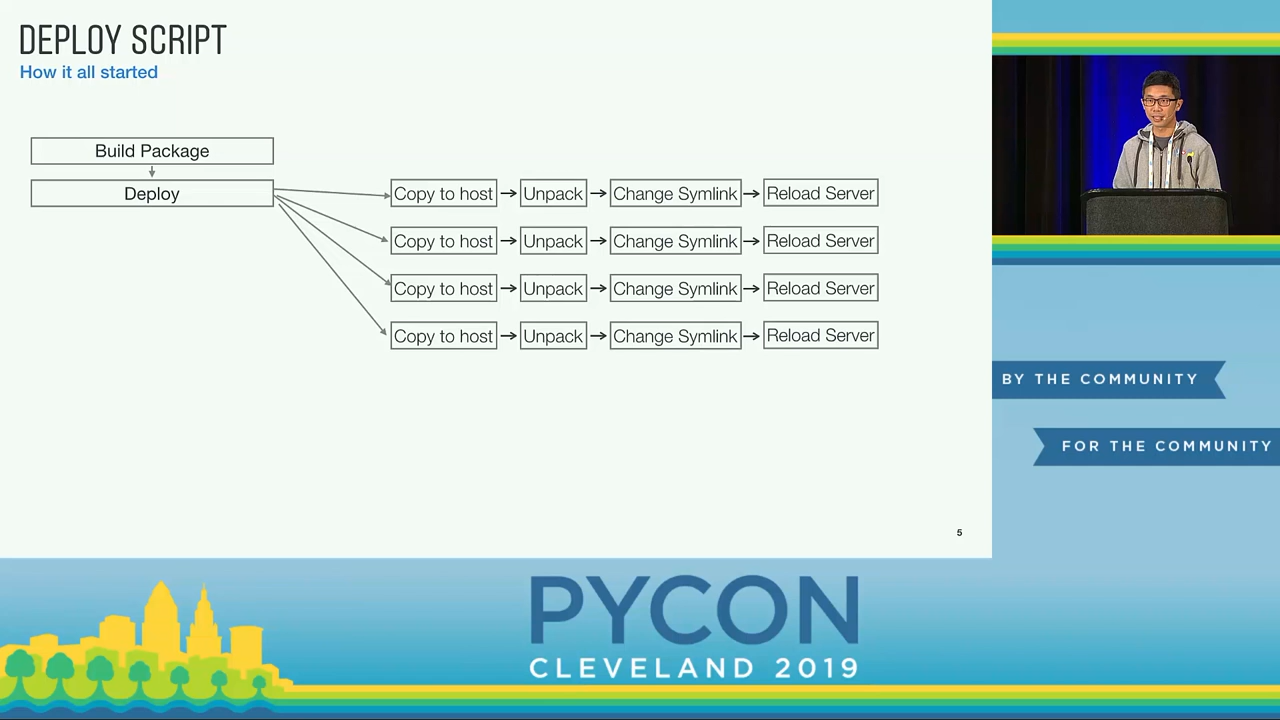 DEPLOY SCRIPT
How it all started
Build Package
Deploy
Copy to host Unpack Change Symlink Reload Server
Copy to host Unpack Change Symlink Reload Server
Copy to host Unpack Change Symlink Reload Server
Copy to host Unpack Change Symlink Reload Server
5
BY THE COMMUNITY
FOR THE COMMUNITY
PYCON
CLEVELAND 2019